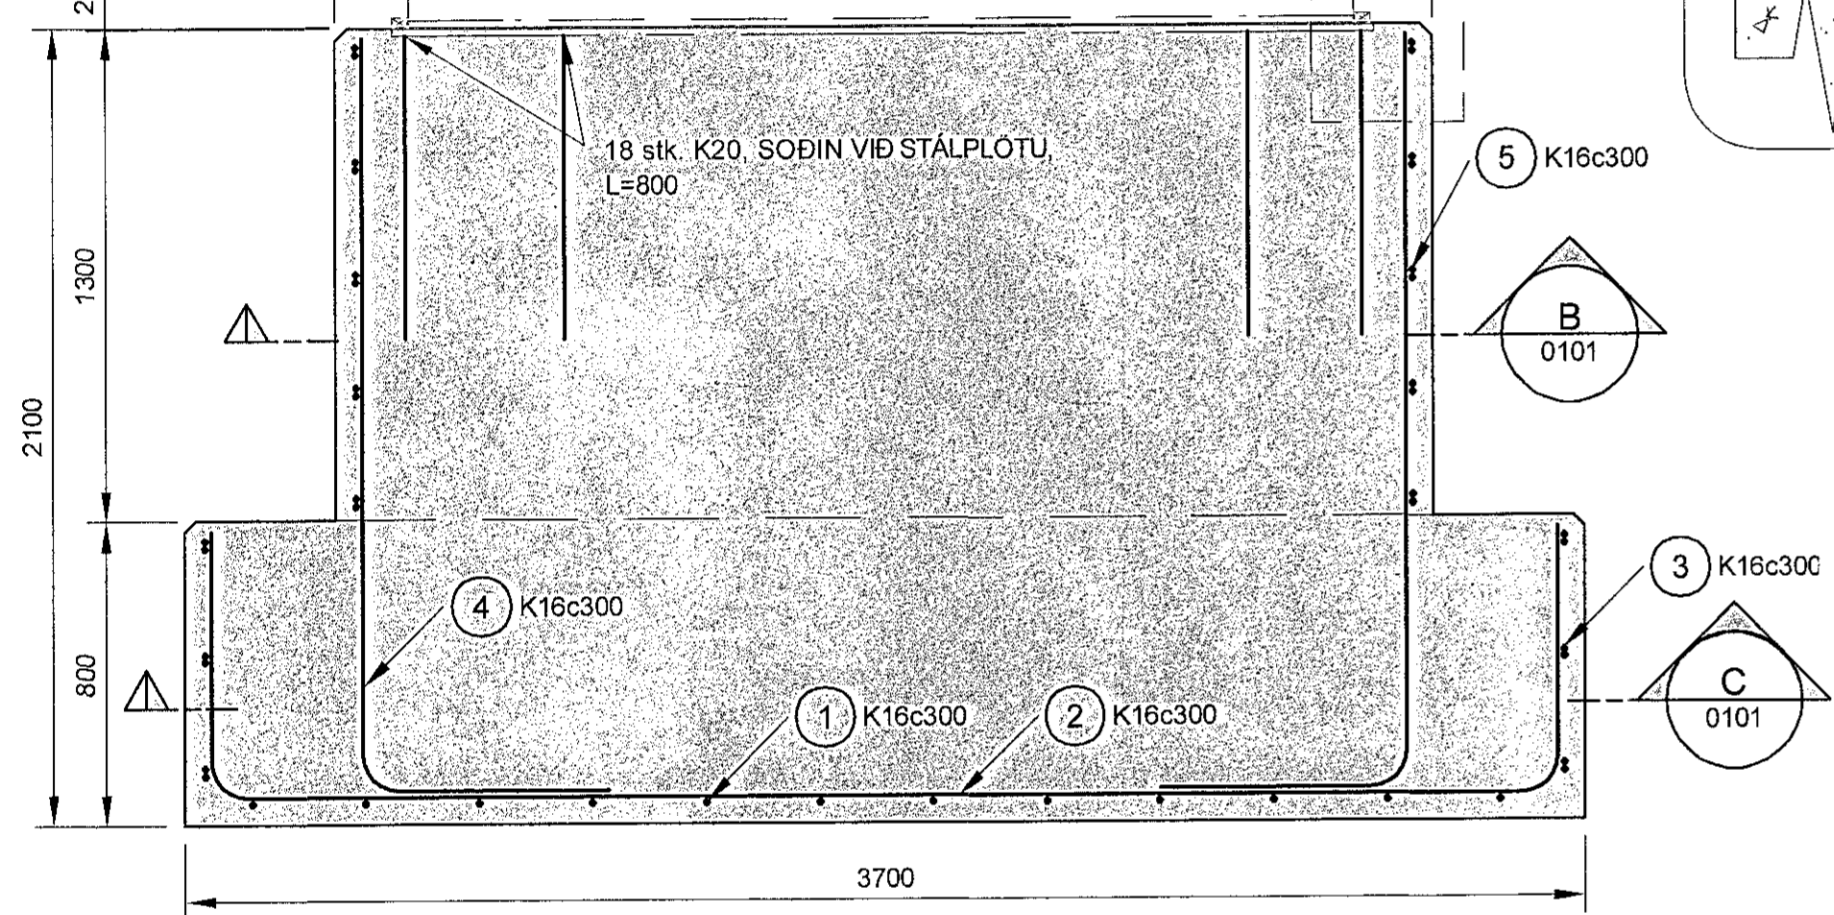 2
18 stk. K20, SOÐIN VIÐ STÁLPLÖTU,
L=800
5 K16c300
1300
B
0101
2100
4 K16c300
3 K16c300
800
1 K16c300
2 K16c300
C
0101
3700